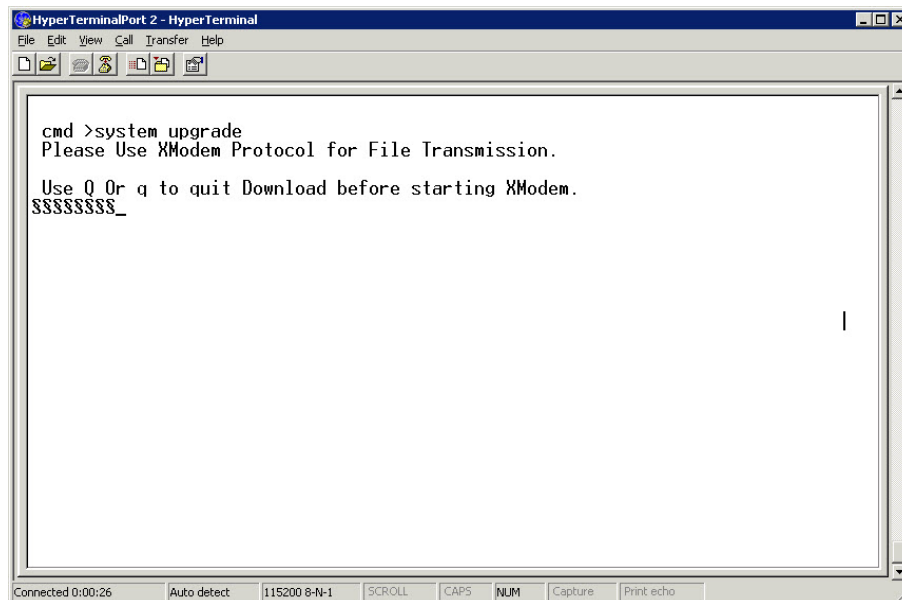 HyperTerminalPort 2 - HyperTerminal
File Edit View Call Transfer Help
cmd >system upgrade
Please Use XModem Protocol for File Transmission.
Use Q Or q to quit Download before starting XModem.
§§§§§§§§_
Connected 0:00:26 Auto detect 115200 8-N-1 SCROLL CAPS NUM Capture Print echo